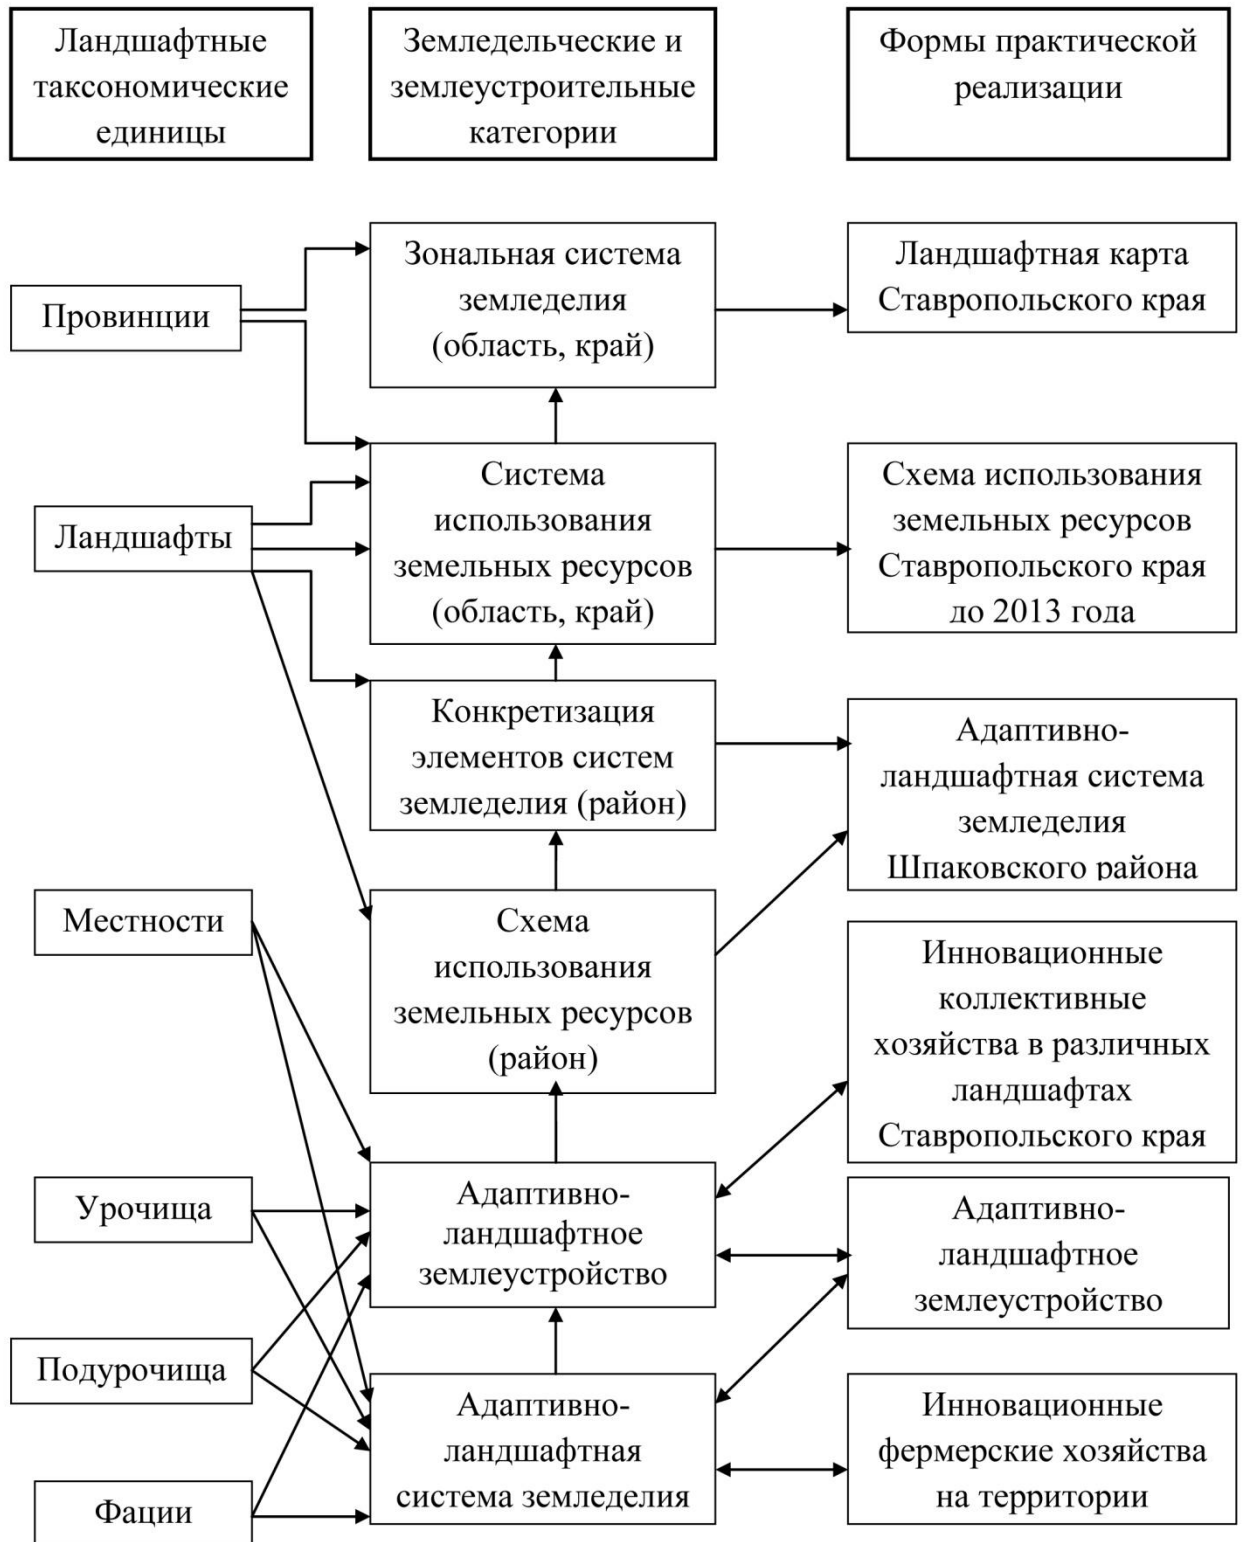 Ландшафтные
таксономические
единицы
Земледельческие и
землеустроительные
категории
Формы практической
реализации
Провинции
Зональная система
земледелия
(область, край)
Ландшафтная карта
Ставропольского края
Ландшафты
Система
использования
земельных ресурсов
(область, край)
Схема использования
земельных ресурсов
Ставропольского края
до 2013 года
Конкретизация
элементов систем
земледелия (район)
Адаптивно-
ландшафтная система
земледелия
Шпаковского района
Местности
Схема
использования
земельных ресурсов
(район)
Инновационные
коллективные
хозяйства в различных
ландшафтах
Ставропольского края
Урочища
Адаптивно-
ландшафтное
землеустройство
Адаптивно-
ландшафтное
землеустройство
Подурочища
Адаптивно-
ландшафтная
система земледелия
Инновационные
фермерские хозяйства
на территории
Фации